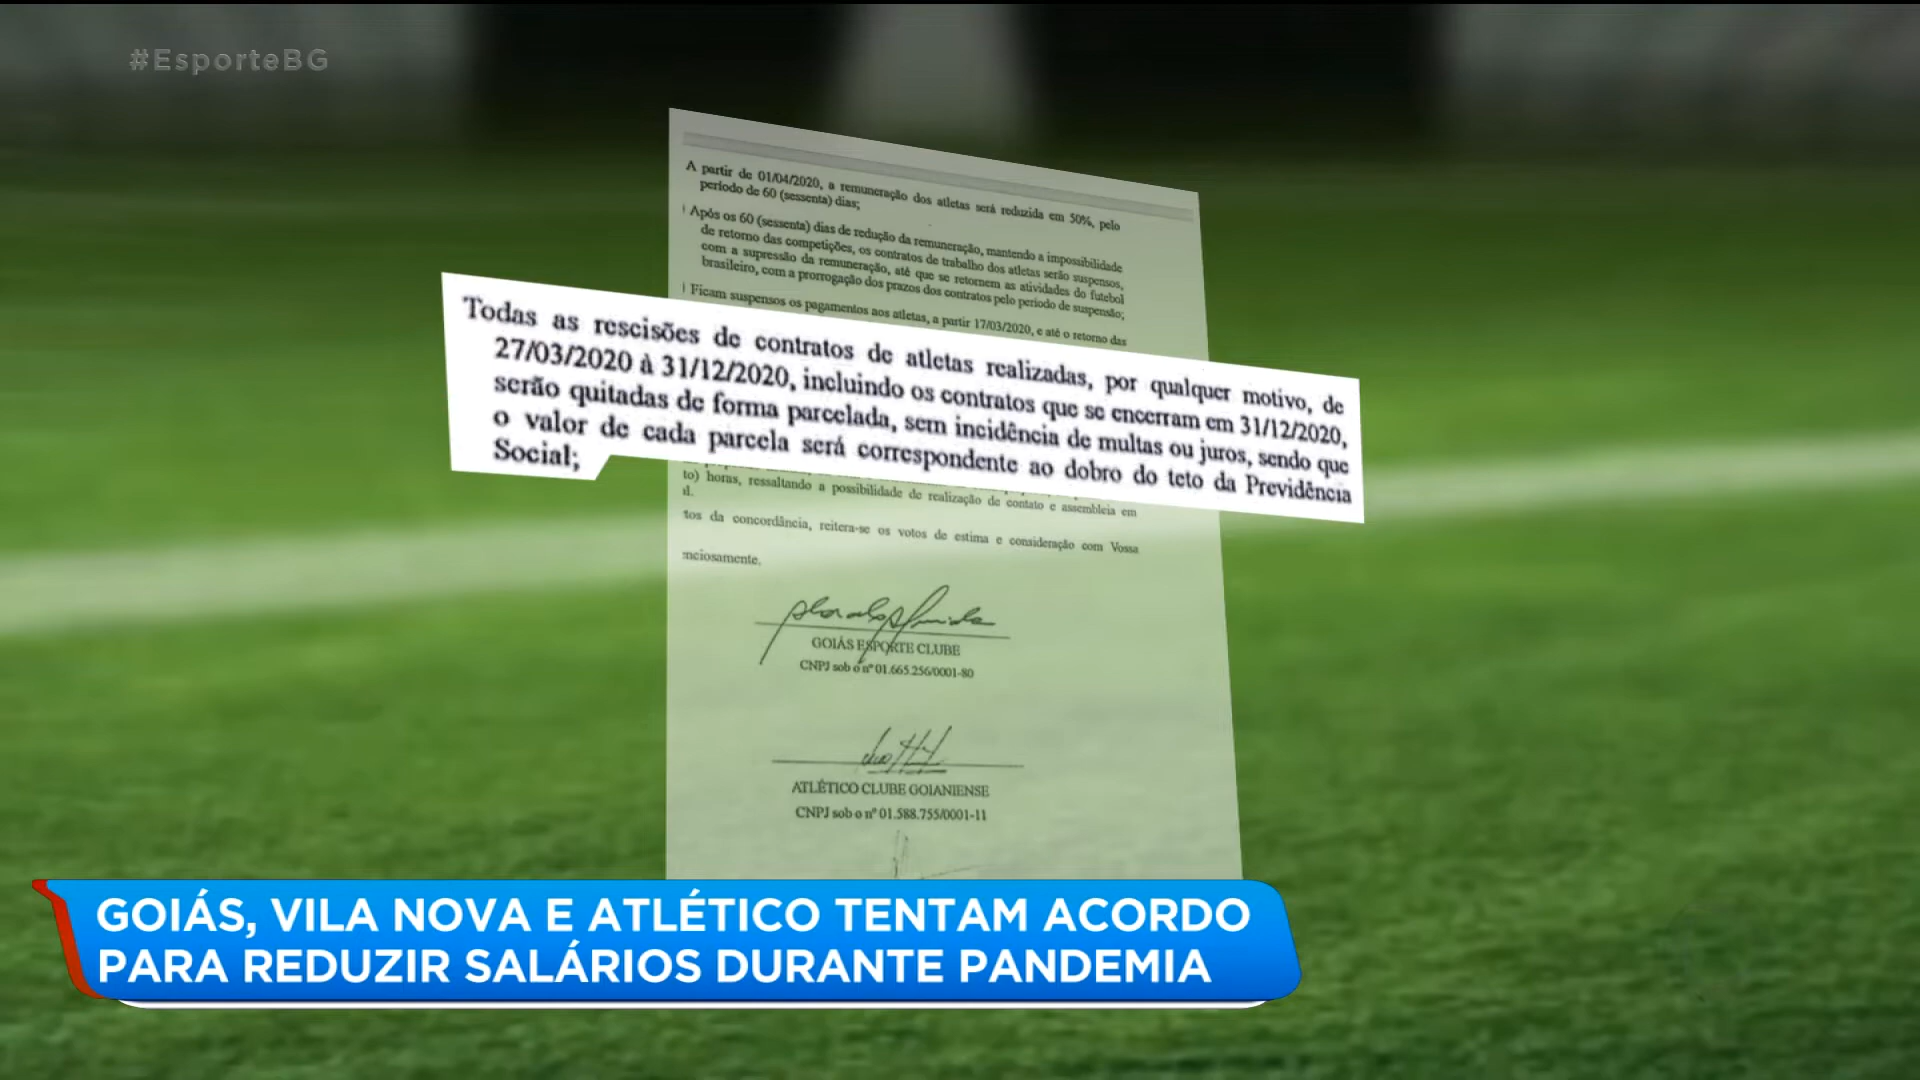 #EsporteBG
A partir de 01/04/2020, a remuneração dos atletas será reduzida em 50%, pelo
período de 60 (sessenta) dias;
Após os 60 (sessenta) dias de redução da remuneração, mantendo a impossibilidade
de retorno das competições, os contratos de trabalho dos atletas serão suspensos,
com a supressão da remuneração, até que se retornem as atividades do futebol
brasileiro, com a prorrogação dos prazos dos contratos pelo período de suspensão;
Ficam suspensos os pagamentos aos atletas, a partir 17/03/2020, e até o retorno das
Todas as rescisões de contratos de atletas realizadas, por qualquer motivo, de
27/03/2020 à 31/12/2020, incluindo os contratos que se encerram em 31/12/2020,
serão quitadas de forma parcelada, sem incidência de multas ou juros, sendo que
o valor de cada parcela será correspondente ao dobro do teto da Previdência
Social;
to) horas, ressaltando a possibilidade de realização de contato e assembleia em
d.
tos da concordância, reitera-se os votos de estima e consideração com Vossa
nciosamente,
GOIÁS ESPORTE CLUBE
CNPJ sob o nº 01.665.256/0001-80
ATLÉTICO CLUBE GOIANIENSE
CNPJ sob o nº 01.588.755/0001-11
GOIÁS, VILA NOVA E ATLÉTICO TENTAM ACORDO
PARA REDUZIR SALÁRIOS DURANTE PANDEMIA